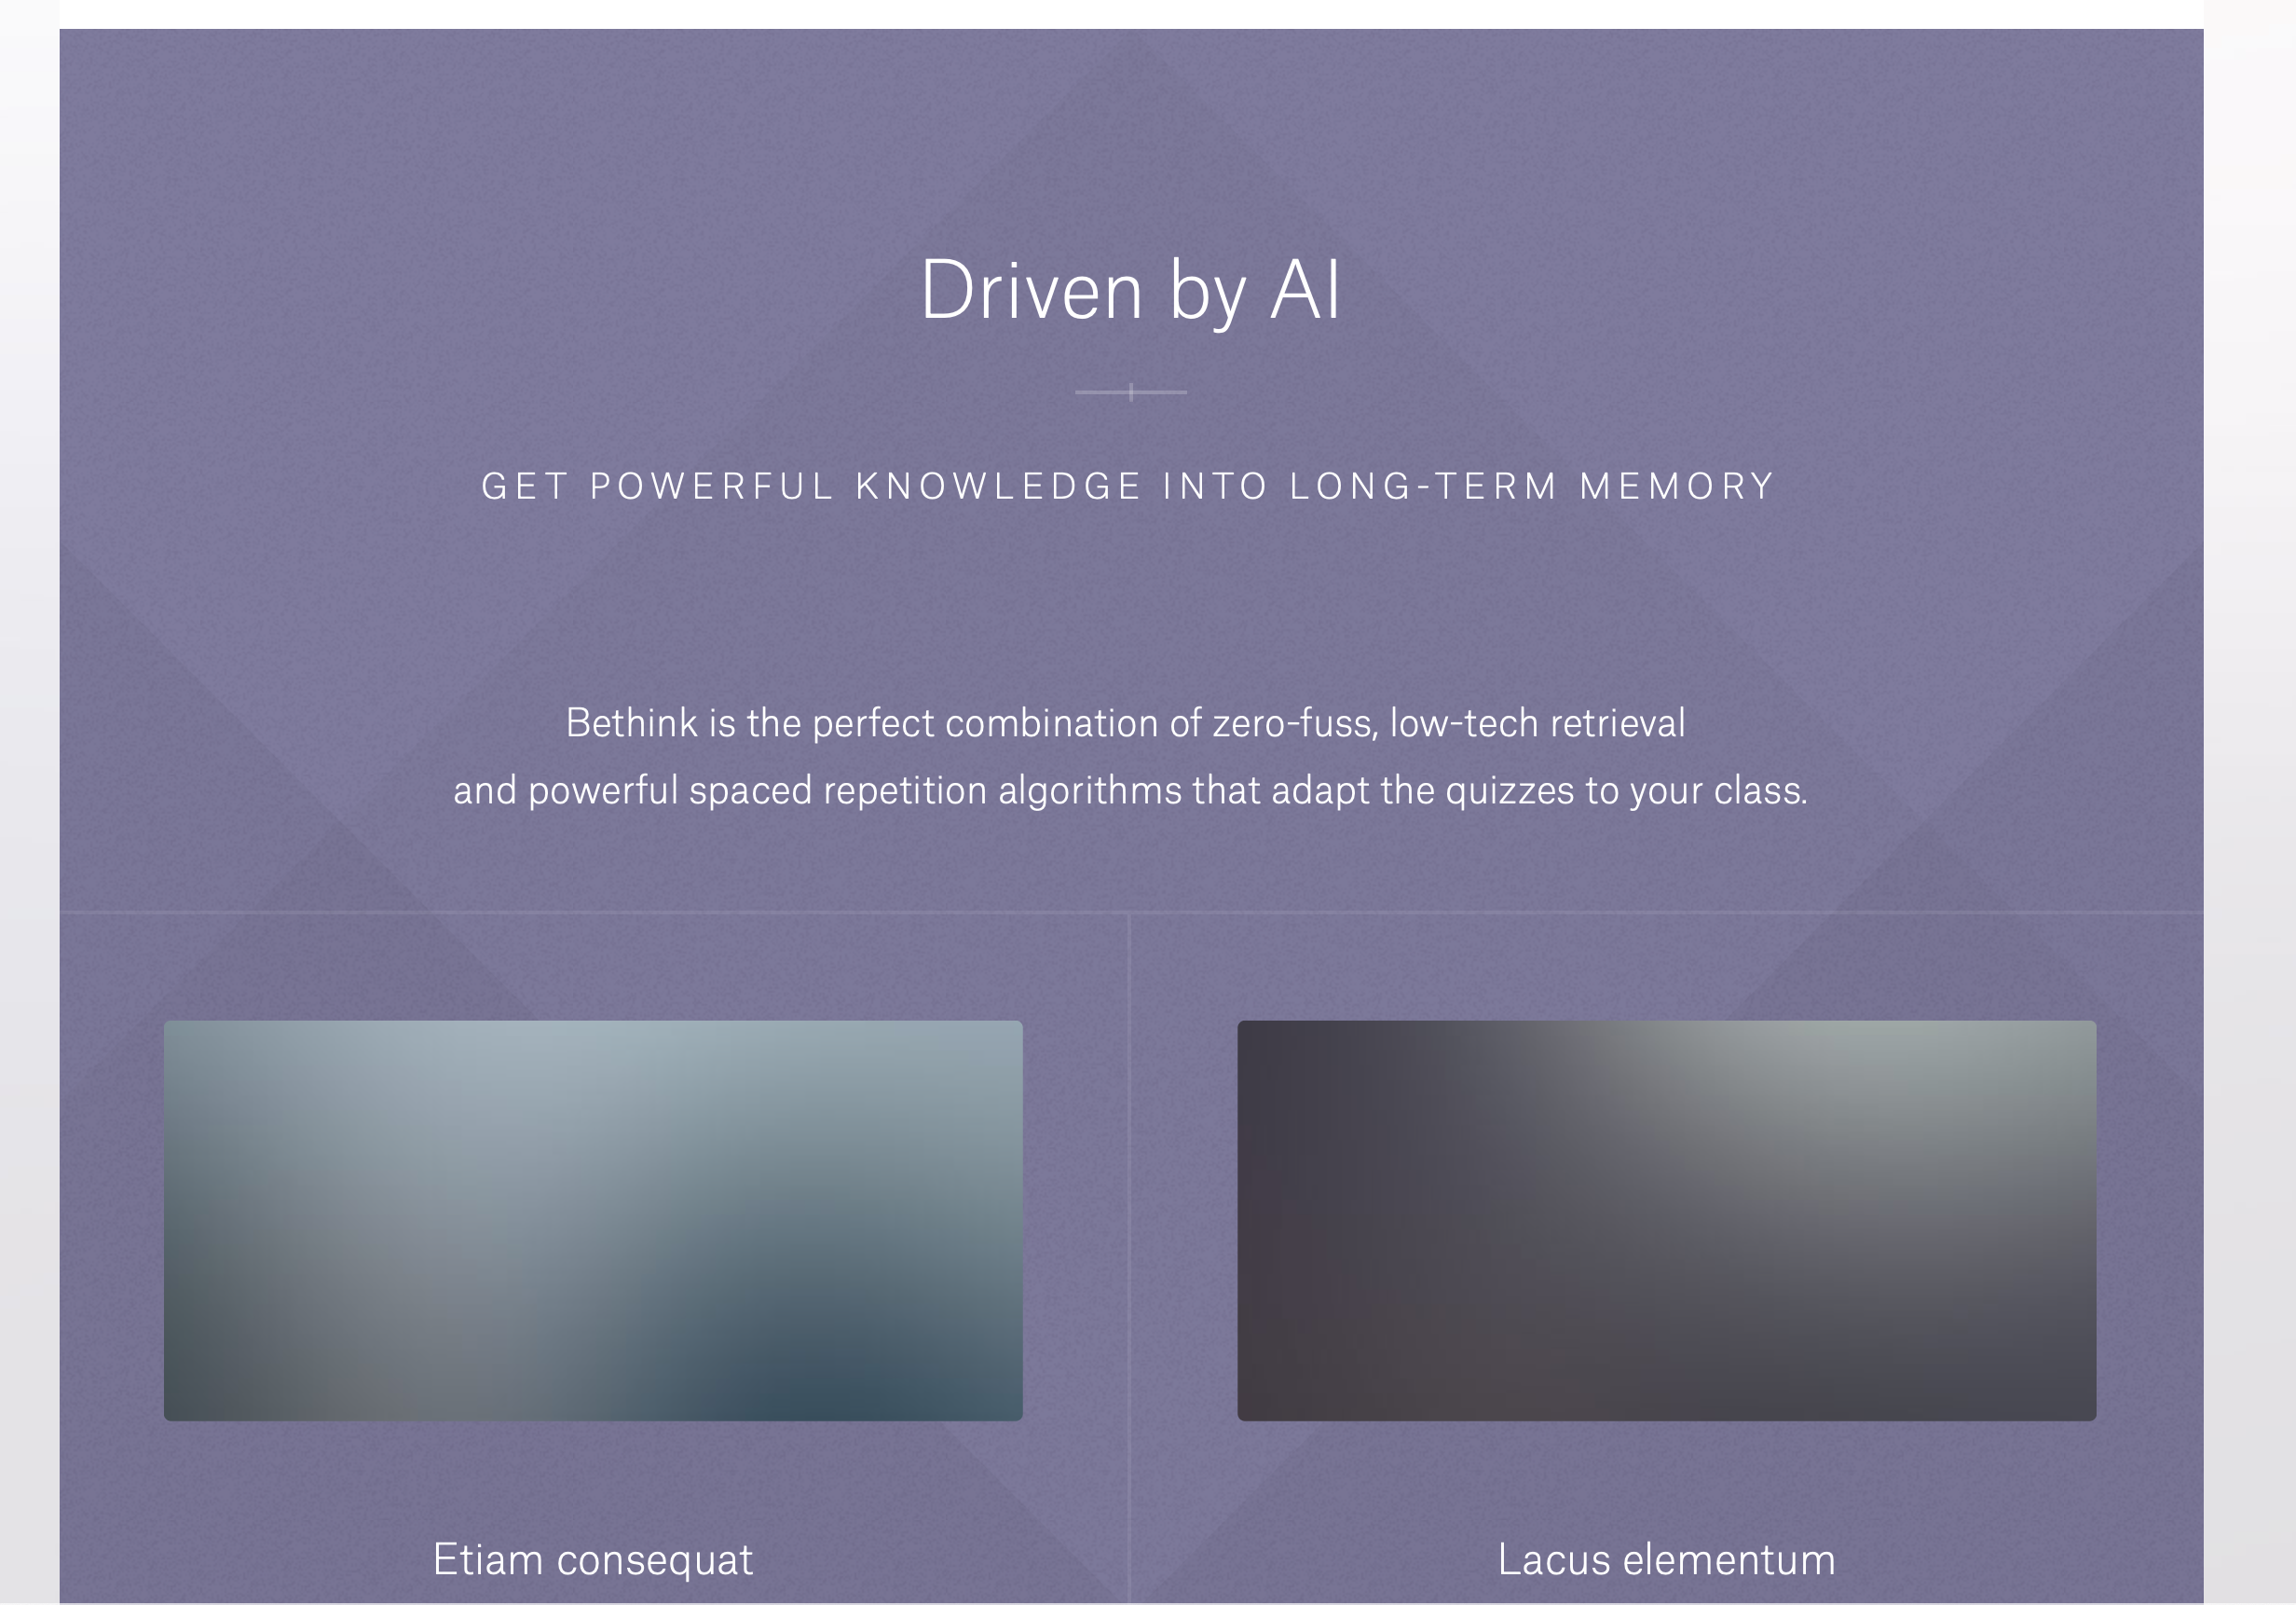 Driven by AI
GET POWERFUL KNOWLEDGE INTO LONG-TERM MEMORY
Bethink is the perfect combination of zero-fuss, low-tech retrieval
and powerful spaced repetition algorithms that adapt the quizzes to your class.
Etiam consequat
Lacus elementum